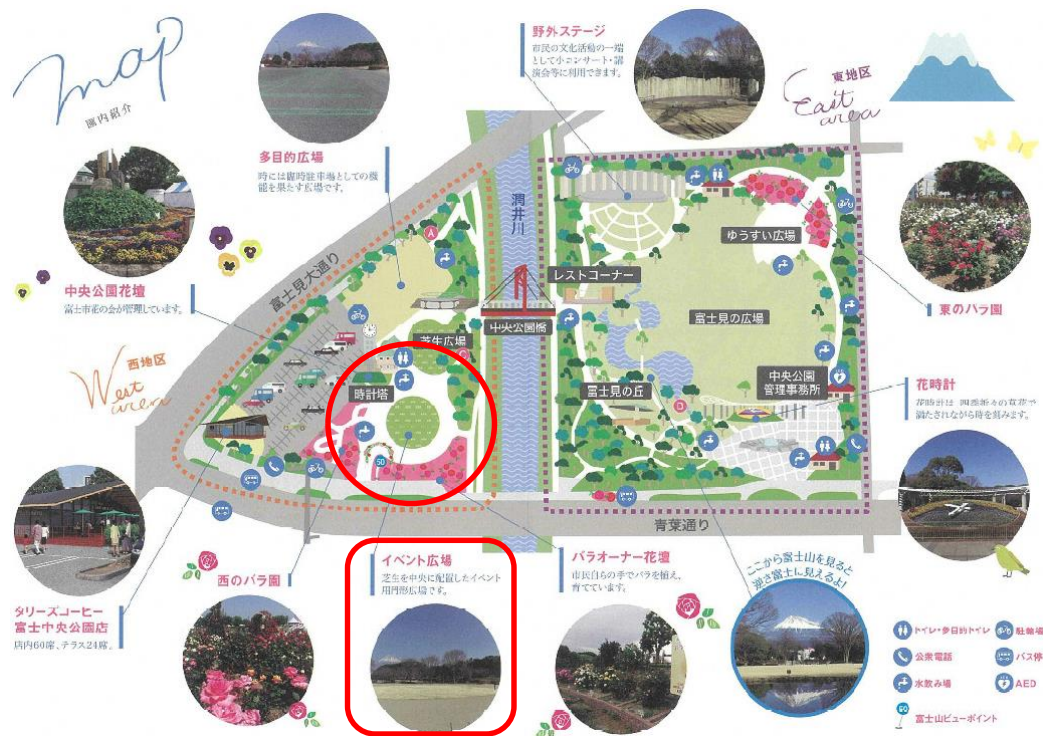 map
園内紹介
野外ステージ
市民の文化活動の一端
として小コンサート・講
演会等に利用できます。
東地区
East
area
多目的広場
時には臨時駐車場としての機
能を果たす広場です。
中央公園花壇
富士市花の会が管理しています。
西地区
West
area
富士見大通り
潤井川
A
レストコーナー
中央公園橋
芝生広場
C
時計塔
ゆうすい広場
富士見の広場
富士見の丘
D
中央公園
管理事務所
東のバラ園
花時計
花時計は、四季折々の草花で
満たされながら時を刻みます。
青葉通り
タリーズコーヒー
富士中央公園店
店内60席、テラス24席。
西のバラ園
イベント広場
芝生を中央に配置したイベント
用円形広場です。
バラオーナー花壇
市民自らの手でバラを植え、
育てています。
ここから富士山を見ると
逆さ富士に見えるよ!
トイレ・多目的トイレ
駐輪場
公衆電話
バス停
水飲み場
AED
富士山ビューポイント